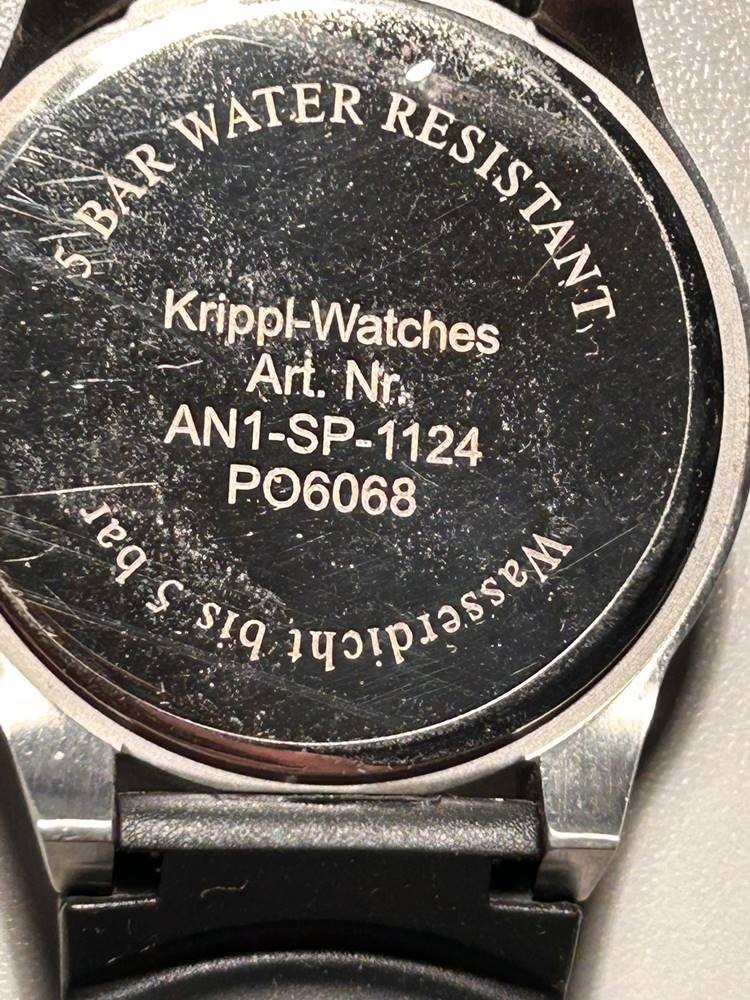 5 BAR WATER RESISTANT
Krippl-Watches
Art. Nr.
AN1-SP-1124
PO6068
Wasserdicht bis 5 bar